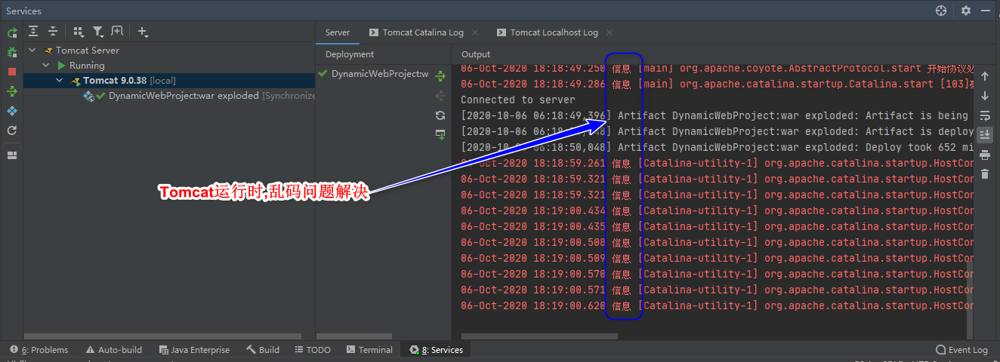 Services
Tomcat Server
Running
Tomcat 9.0.38 [local]
DynamicWebProject:war exploded [Synchronize
Server
Tomcat Catalina Log
Tomcat Localhost Log
Deployment
DynamicWebProject:w
Output
06-Oct-2020 18:18:49.250 信息 [main] org.apache.coyote.AbstractProtocol.start 开始协议处
06-Oct-2020 18:18:49.286 信息 [main] org.apache.catalina.startup.Catalina.start [103]
Connected to server
[2020-10-06 06:18:49,396] Artifact DynamicWebProject:war exploded: Artifact is being
[2020-10-06 06:18: 48] Artifact DynamicWebProject:war exploded: Artifact is deploy
[2020-10- 18:50,048] Artifact DynamicWebProject:war exploded: Deploy took 652 mi
06-Oct-2020 18:18:59.261 信息 [Catalina-utility-1] org.apache.catalina.startup.HostCon
06-Oct-2020 18:18:59.321 信息 [Catalina-utility-1] org.apache.catalina.startup.HostCon
06-Oct-2020 18:18:59.321 信息 [Catalina-utility-1] org.apache.catalina.startup.HostCon
06-Oct-2020 18:19:00.434 信息 [Catalina-utility-1] org.apache.catalina.startup.HostCon
06-Oct-2020 18:19:00.435 信息 [Catalina-utility-1] org.apache.catalina.startup.HostCon
06-Oct-2020 18:19:00.508 信息 [Catalina-utility-1] org.apache.catalina.startup.HostCon
06-Oct-2020 18:19:00.509 信息 [Catalina-utility-1] org.apache.catalina.startup.HostCon
06-Oct-2020 18:19:00.570 信息 [Catalina-utility-1] org.apache.catalina.startup.HostCon
06-Oct-2020 18:19:00.571 信息 [Catalina-utility-1] org.apache.catalina.startup.HostCon
06-Oct-2020 18:19:00.620 信息 [Catalina-utility-1] org.apache.catalina.startup.HostCon
Tomcat运行时,乱码问题解决
6: Problems
Auto-build
Java Enterprise
Build
TODO
Terminal
8: Services
Event Log